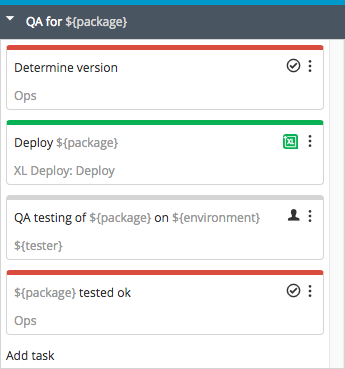 QA for ${package}
Determine version
Ops
Deploy ${package}
XL
XL Deploy: Deploy
QA testing of ${package} on ${environment}
${tester}
${package} tested ok
Ops
Add task